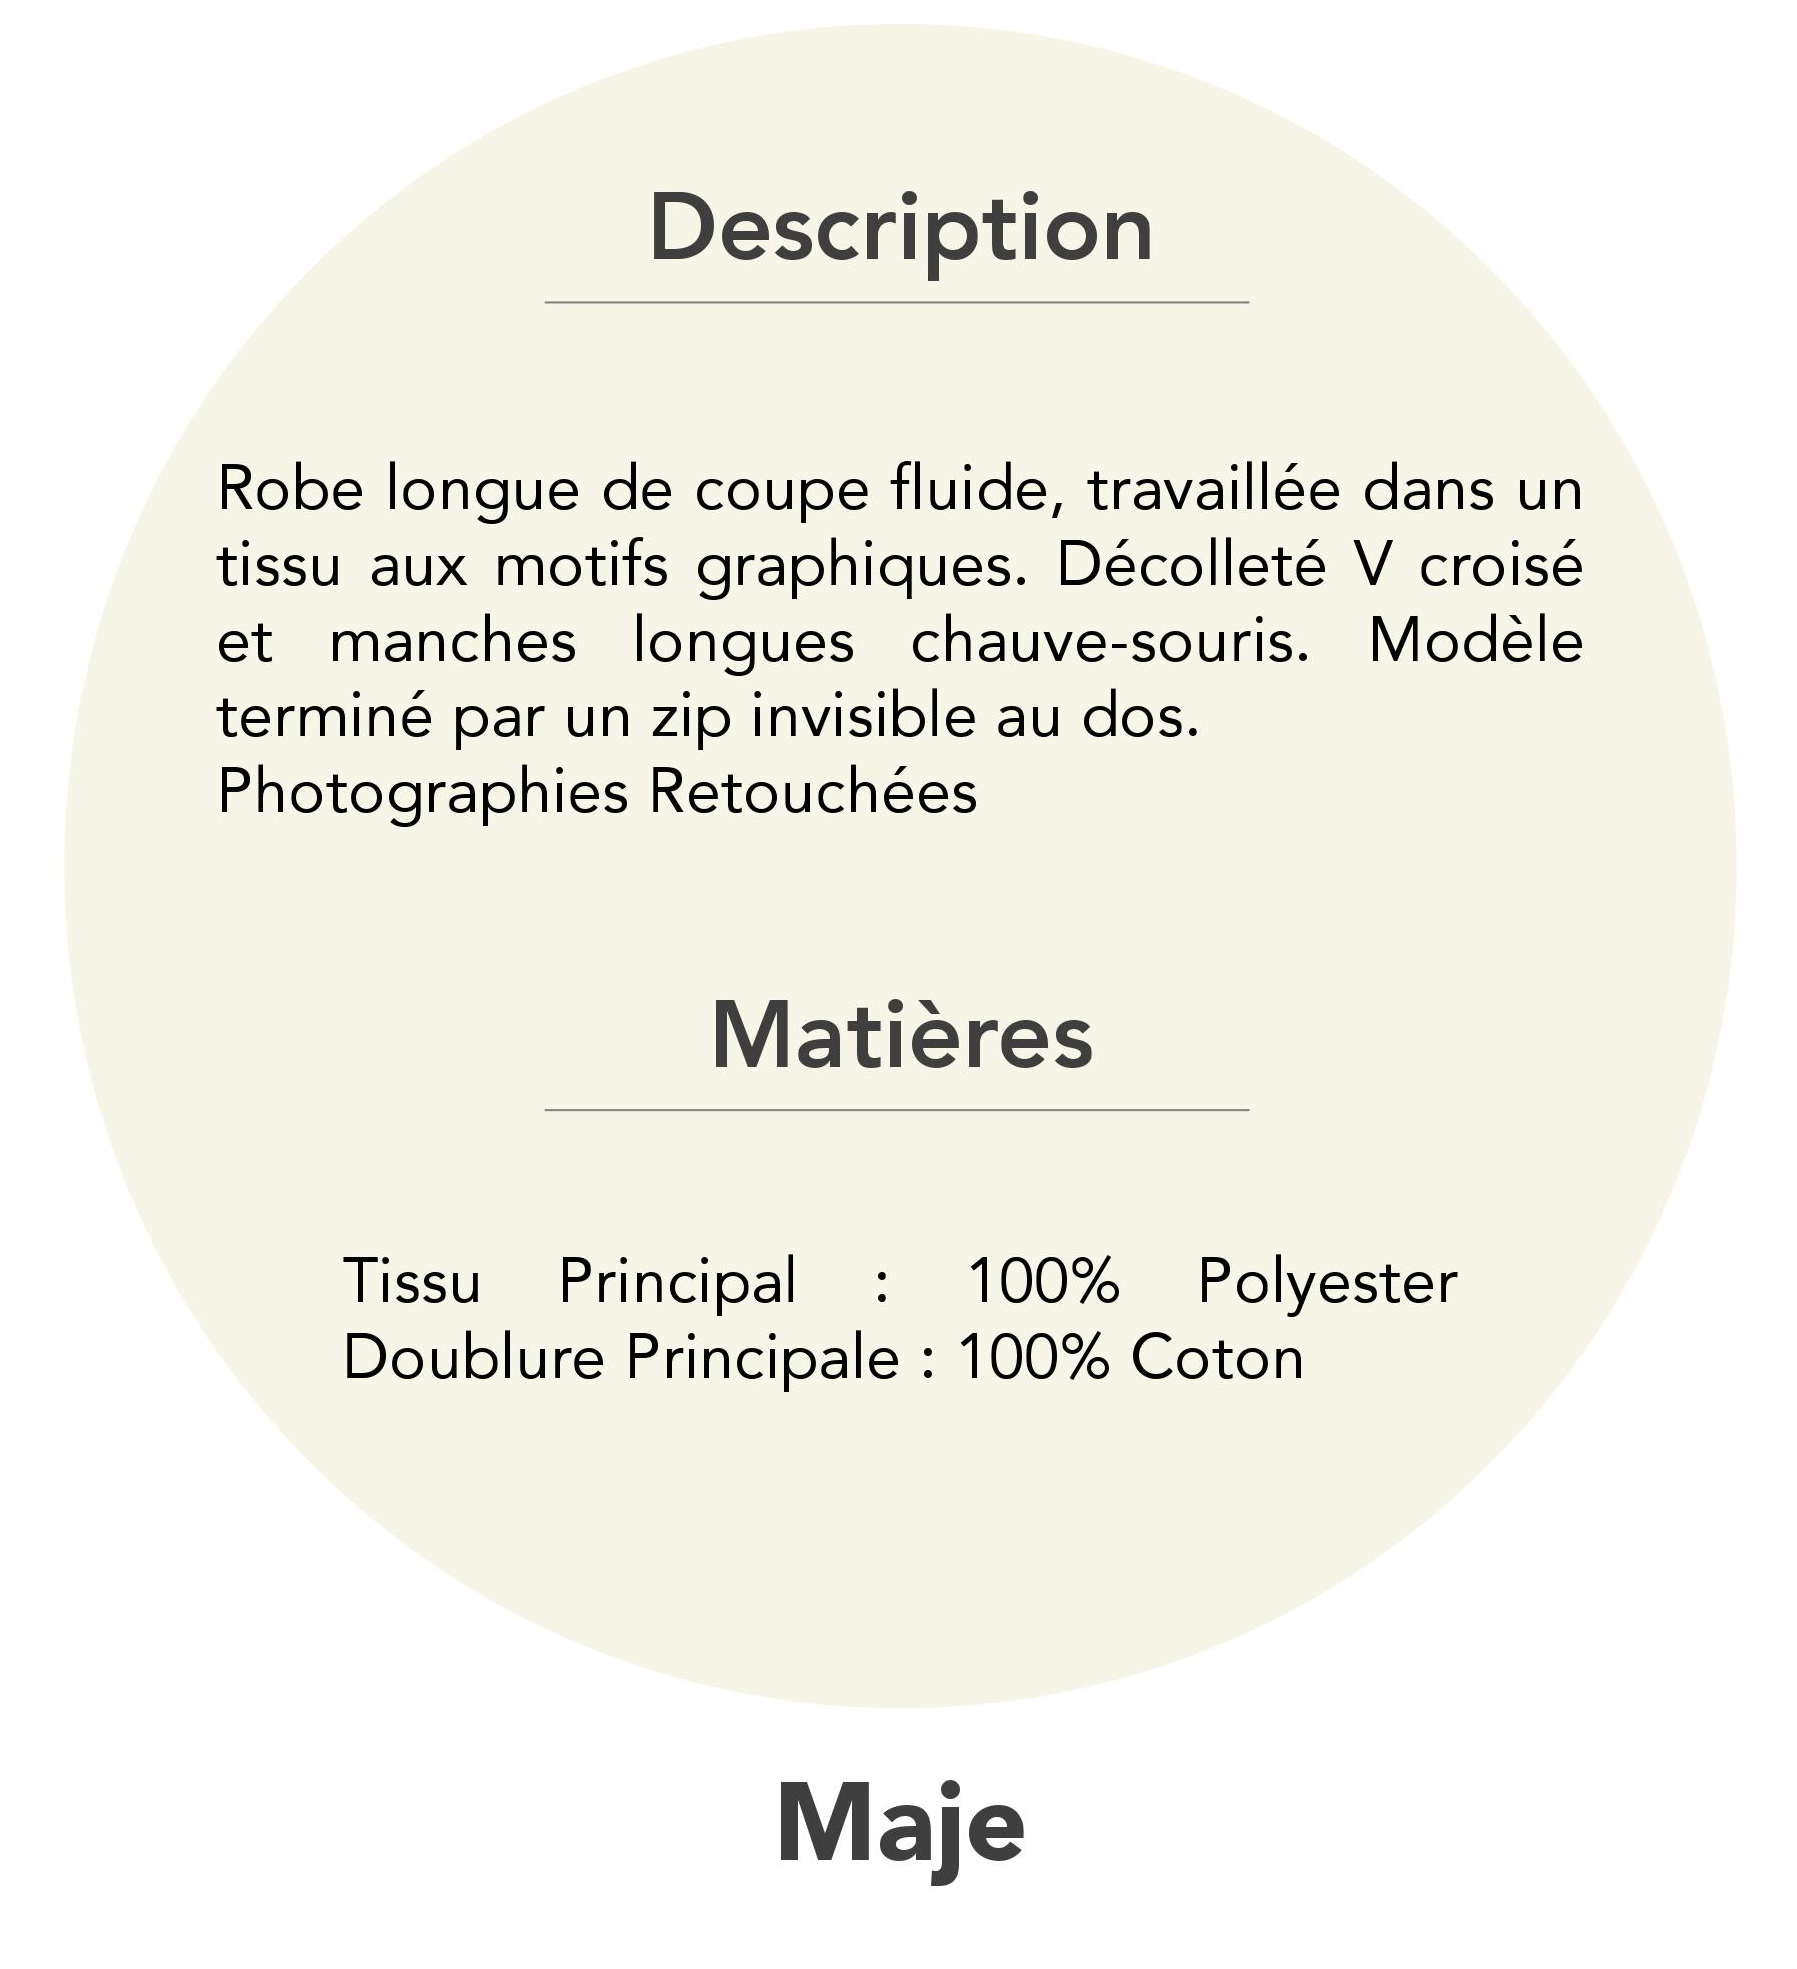 Description
Robe longue de coupe fluide, travaillée dans un
tissu aux motifs graphiques. Décolleté V croisé
et manches longues chauve-souris. Modèle
terminé par un zip invisible au dos.
Photographies Retouchées
Matières
Tissu Principal : 100% Polyester
Doublure Principale : 100% Coton
Maje